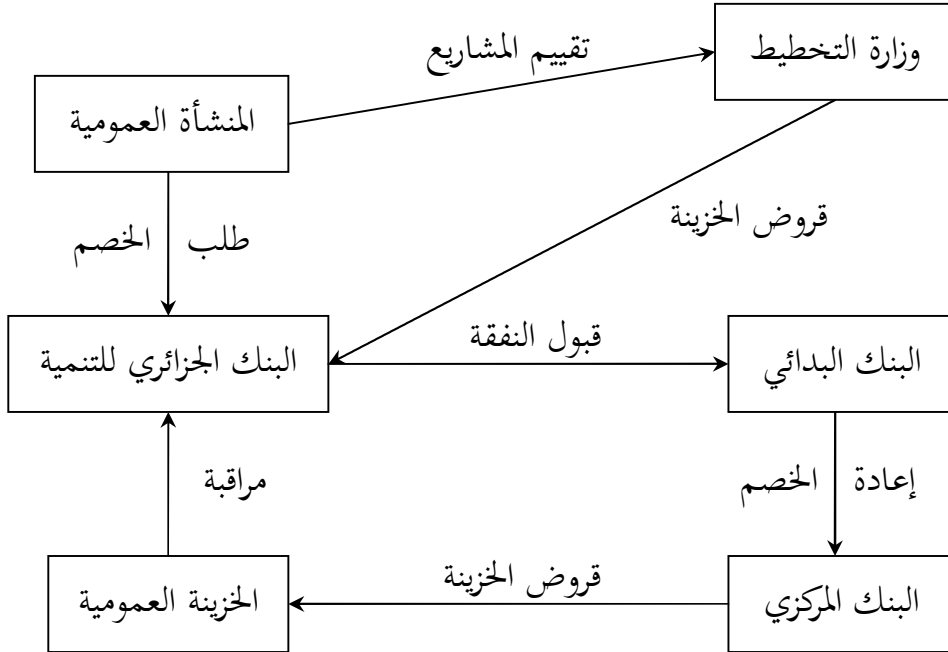 وزارة التخطيط
تقييم المشاريع
المنشأة العمومية
قروض الخزينة
طلب الخصم
البنك البدائي
قبول النفقة
البنك الجزائري للتنمية
إعادة الخصم
مراقبة
البنك المركزي
قروض الخزينة
الخزينة العمومية